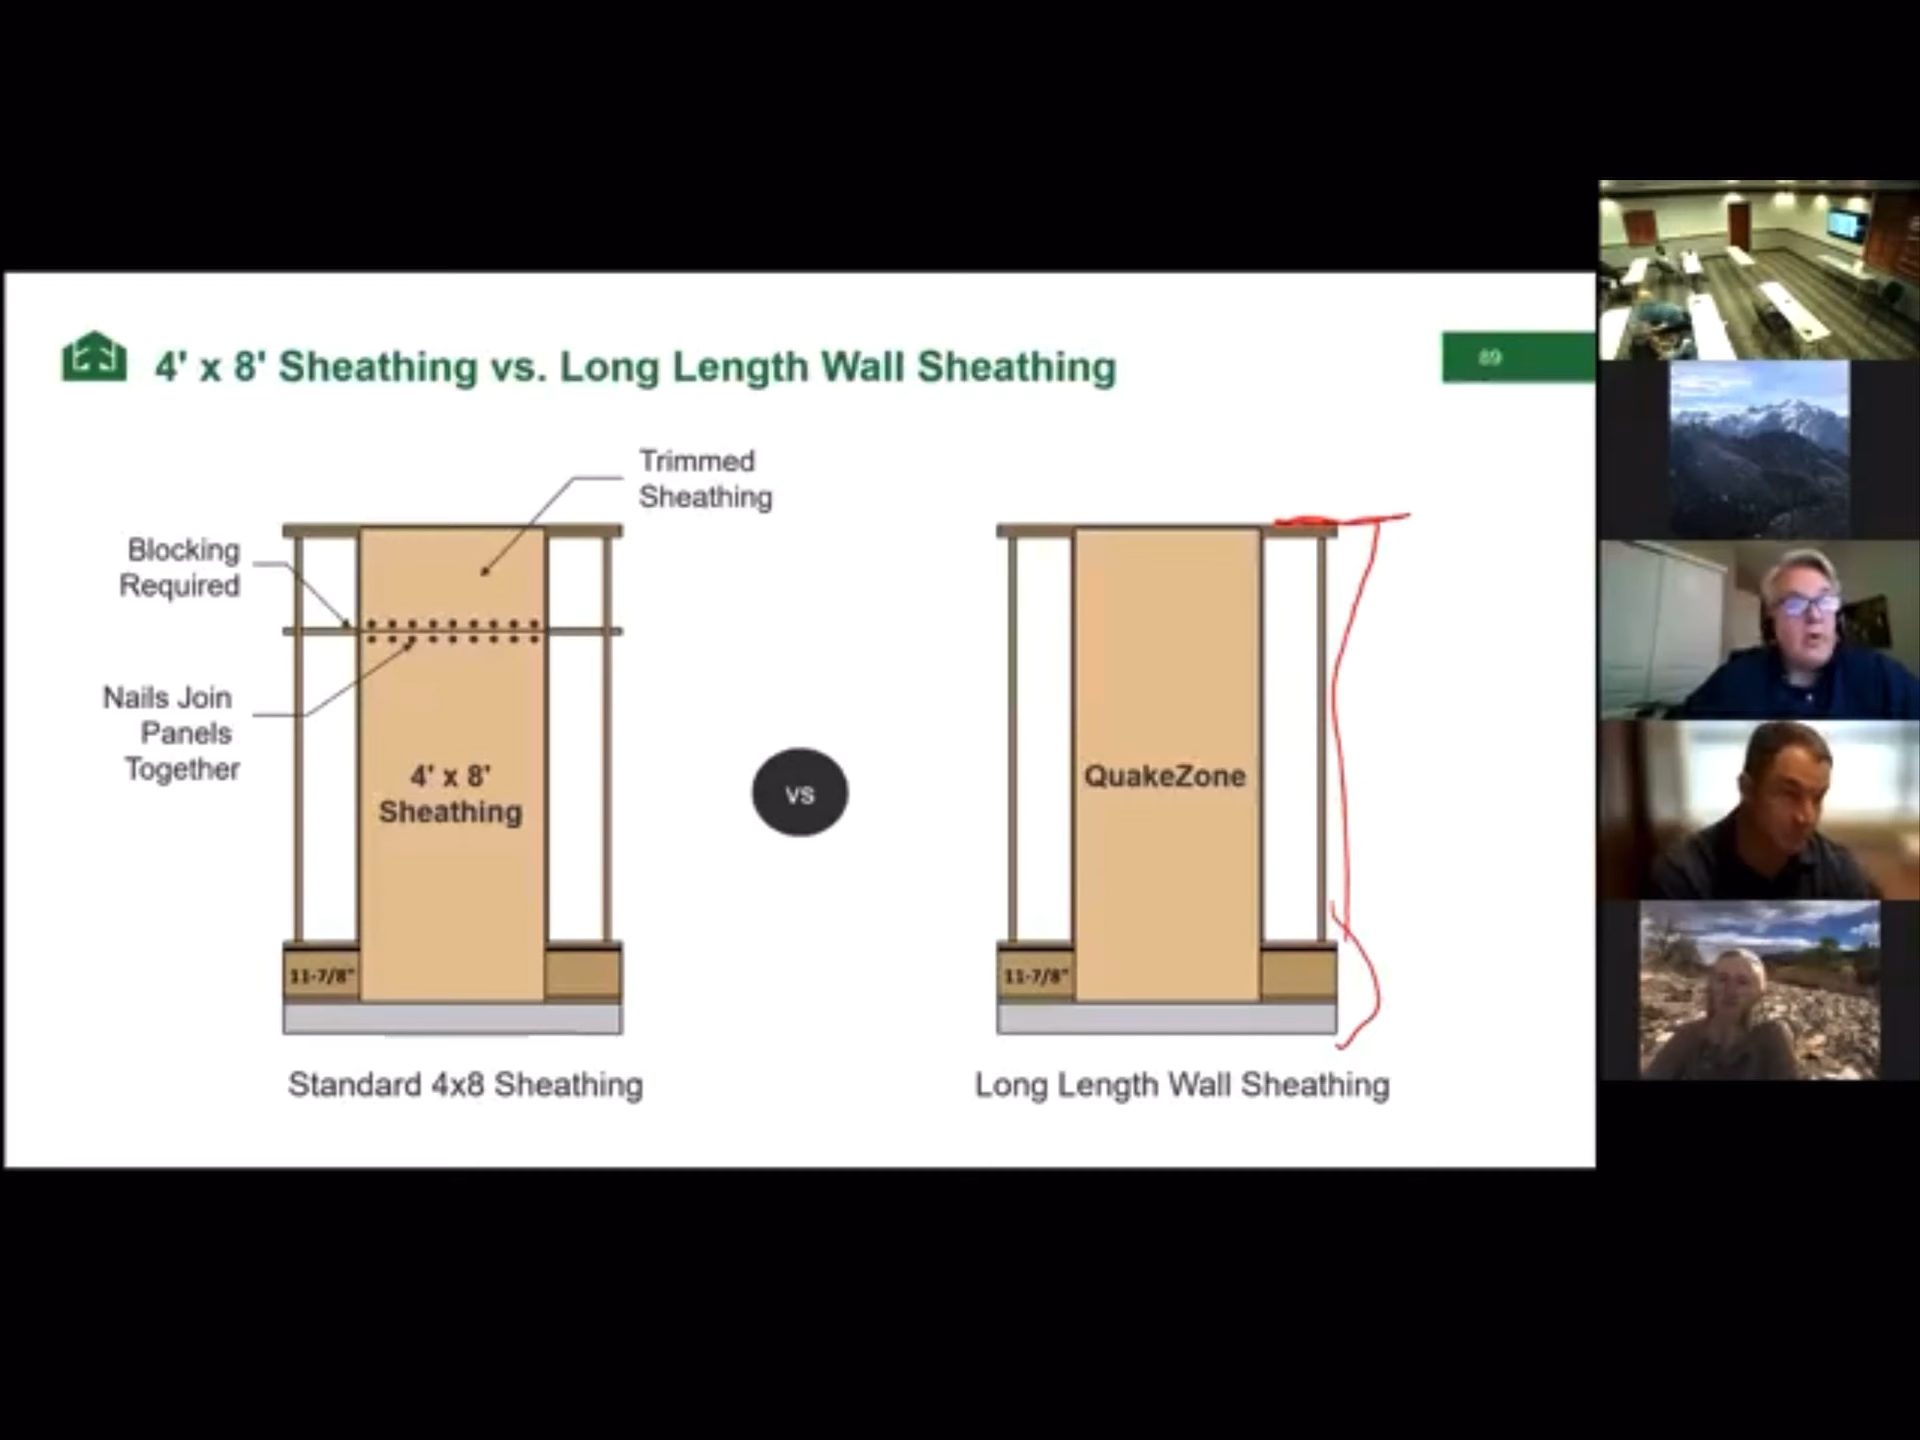 4' x 8' Sheathing vs. Long Length Wall Sheathing
89
Trimmed
Sheathing
Blocking
Required
Nails Join
Panels
Together
4' x 8'
Sheathing
11-7/8"
Standard 4x8 Sheathing
vs
QuakeZone
11-7/8"
Long Length Wall Sheathing